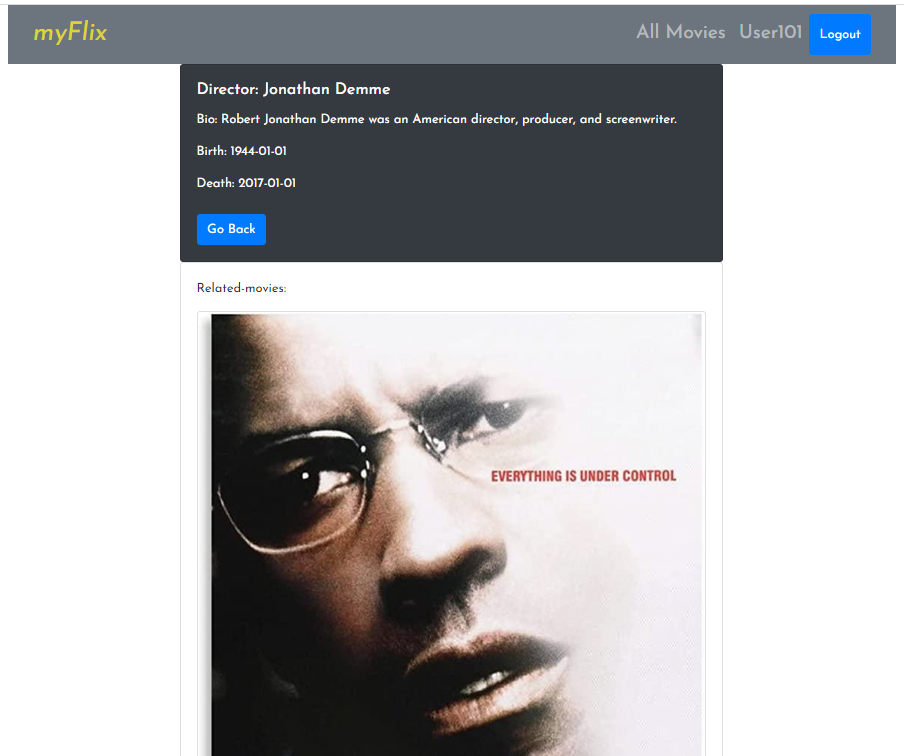 myFlix
All Movies User101 Logout
Director: Jonathan Demme
Bio: Robert Jonathan Demme was an American director, producer, and screenwriter.
Birth: 1944-01-01
Death: 2017-01-01
Go Back
Related-movies:
EVERYTHING IS UNDER CONTROL